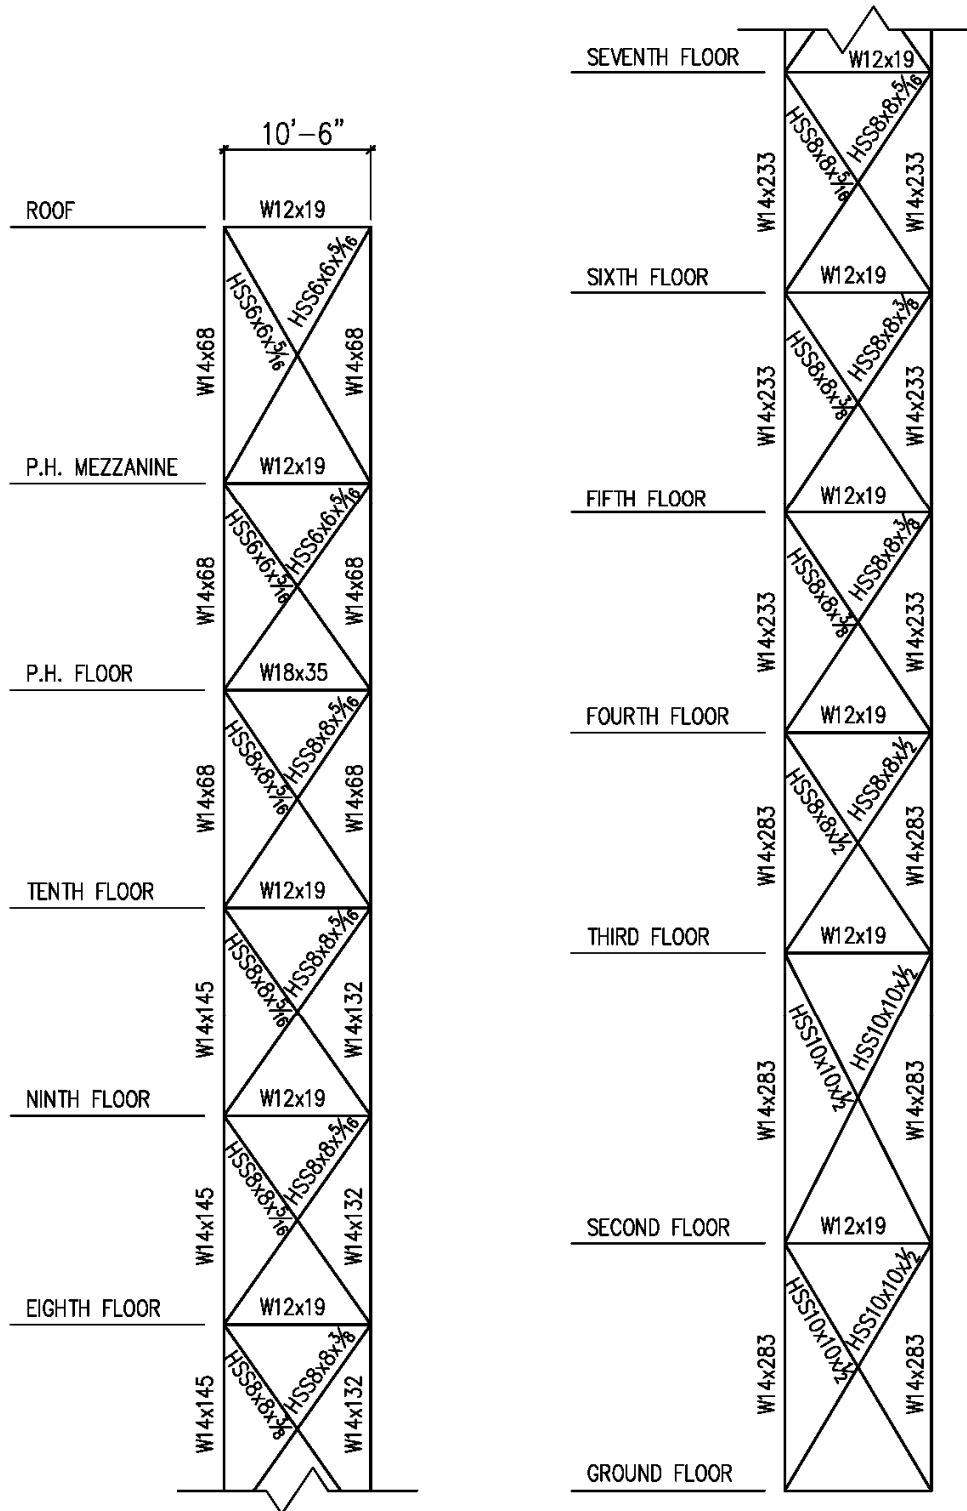 10'-6"
ROOF
W12x19
HSS6x6x5/16
HSS6x6x5/16
W14x68
W14x68
P.H. MEZZANINE
W12x19
HSS6x6x5/16
HSS6x6x5/16
W14x68
W14x68
P.H. FLOOR
W18x35
HSS8x8x5/16
HSS8x8x5/16
W14x68
W14x68
TENTH FLOOR
W12x19
HSS8x8x5/16
HSS8x8x5/16
W14x145
W14x132
NINTH FLOOR
W12x19
HSS8x8x5/16
HSS8x8x5/16
W14x145
W14x132
EIGHTH FLOOR
W12x19
HSS8x8x3/8
HSS8x8x3/8
W14x145
W14x132
SEVENTH FLOOR
W12x19
HSS8x8x5/16
HSS8x8x5/16
W14x233
W14x233
SIXTH FLOOR
W12x19
HSS8x8x3/8
HSS8x8x3/8
W14x233
W14x233
FIFTH FLOOR
W12x19
HSS8x8x3/8
HSS8x8x3/8
W14x233
W14x233
FOURTH FLOOR
W12x19
HSS8x8x1/2
HSS8x8x1/2
W14x283
W14x283
THIRD FLOOR
W12x19
HSS10x10x1/2
HSS10x10x1/2
W14x283
W14x283
SECOND FLOOR
W12x19
HSS10x10x1/2
HSS10x10x1/2
W14x283
W14x283
GROUND FLOOR